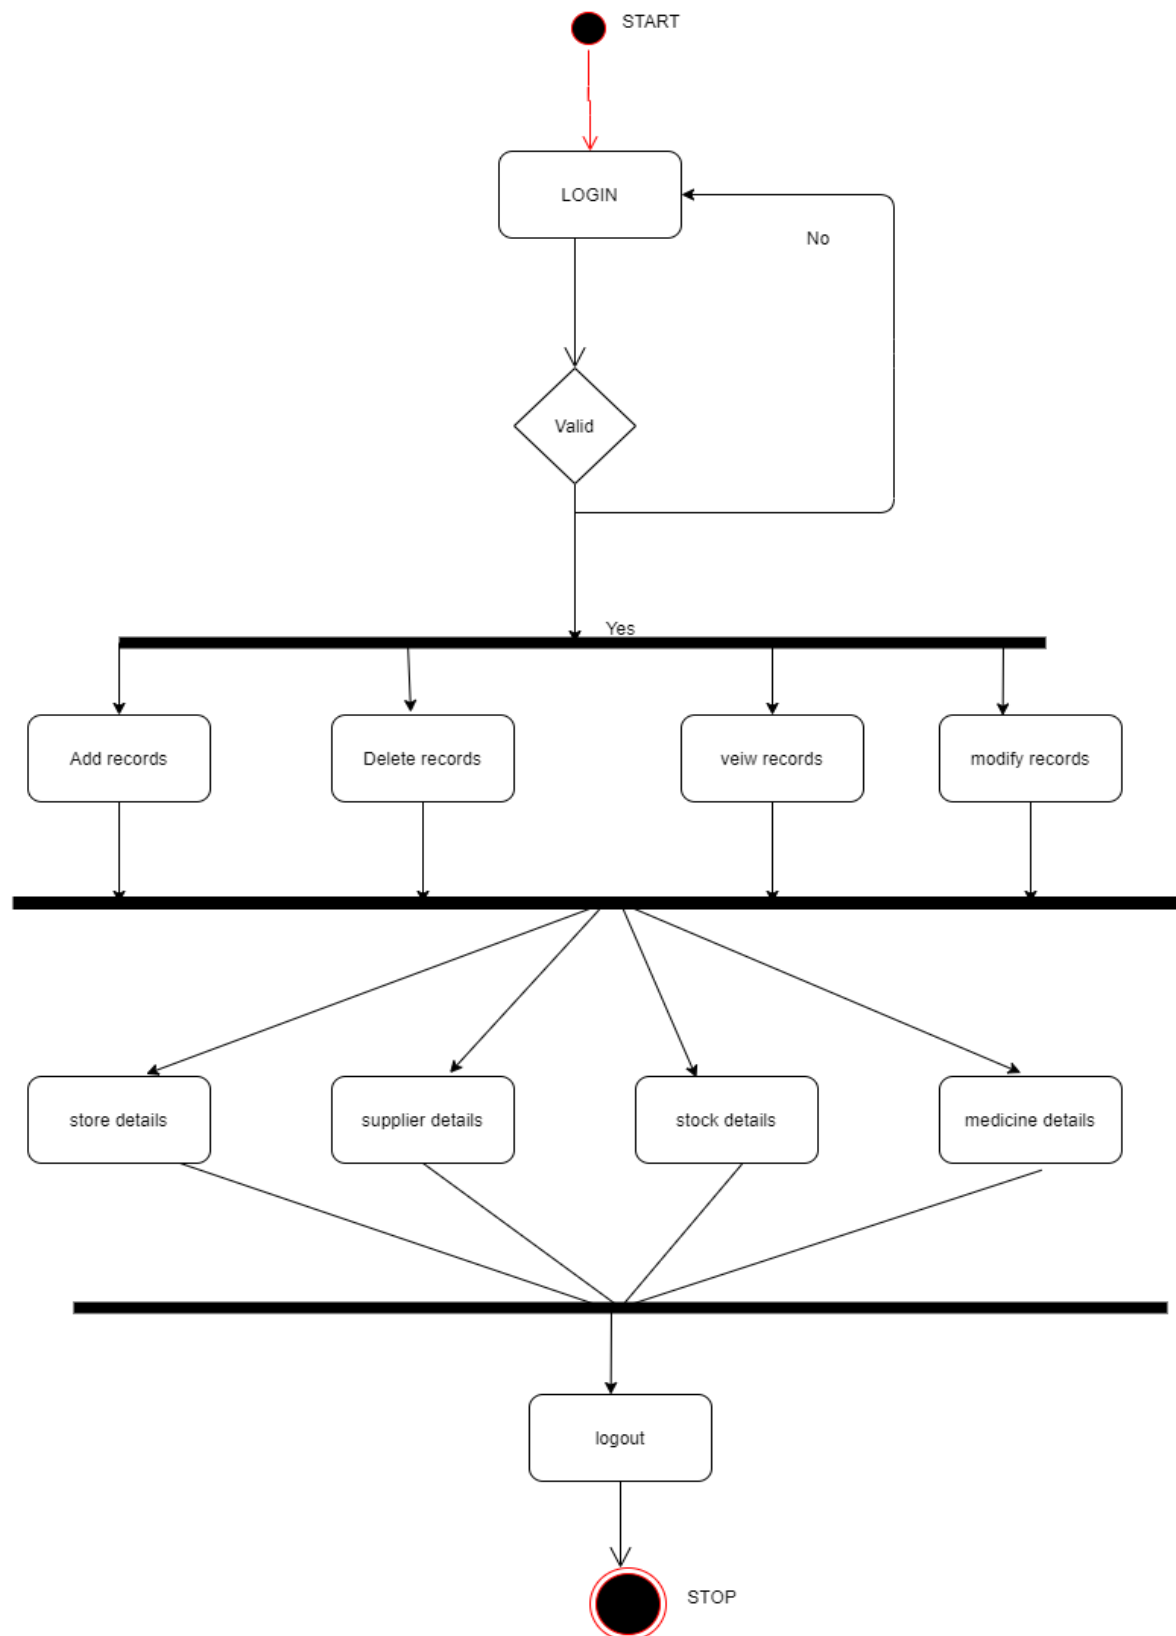 START
LOGIN
No
Valid
Yes
Add records
Delete records
veiw records
modify records
store details
supplier details
stock details
medicine details
logout
STOP